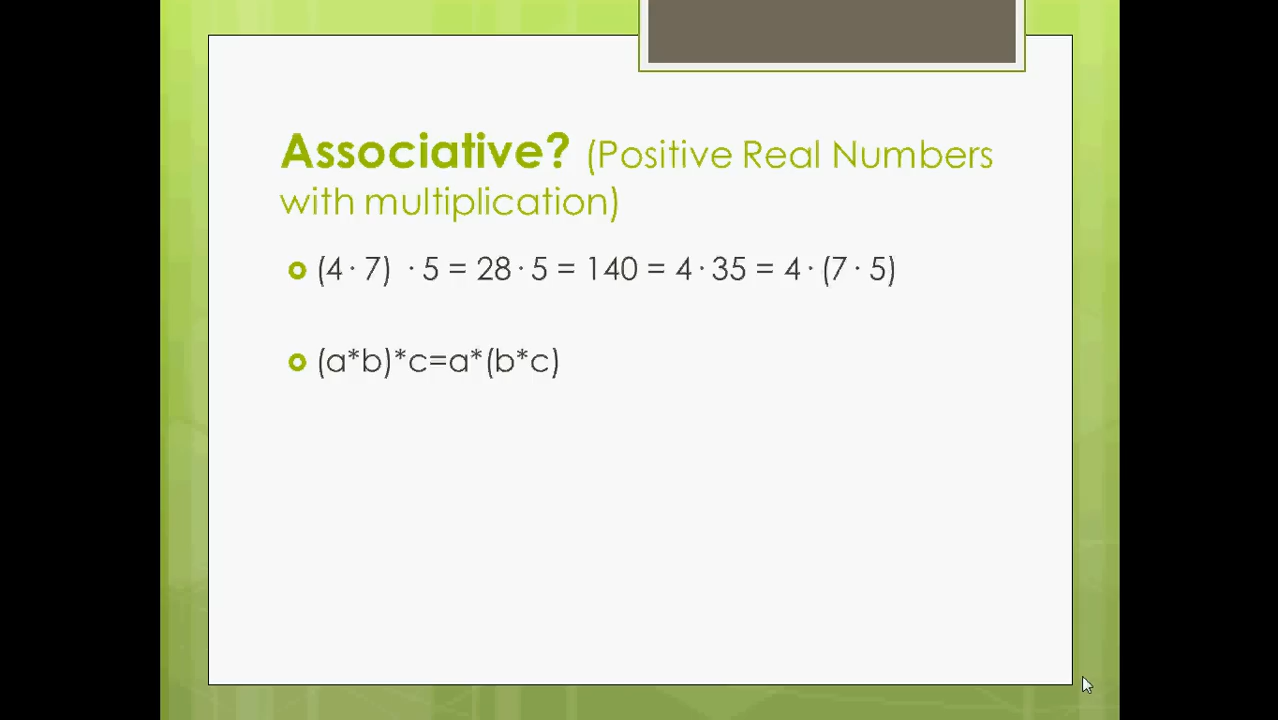 Associative? (Positive Real Numbers
with multiplication)
(4 · 7)  · 5 = 28 · 5 = 140 = 4 · 35 = 4 · (7 · 5)
(a*b)*c=a*(b*c)